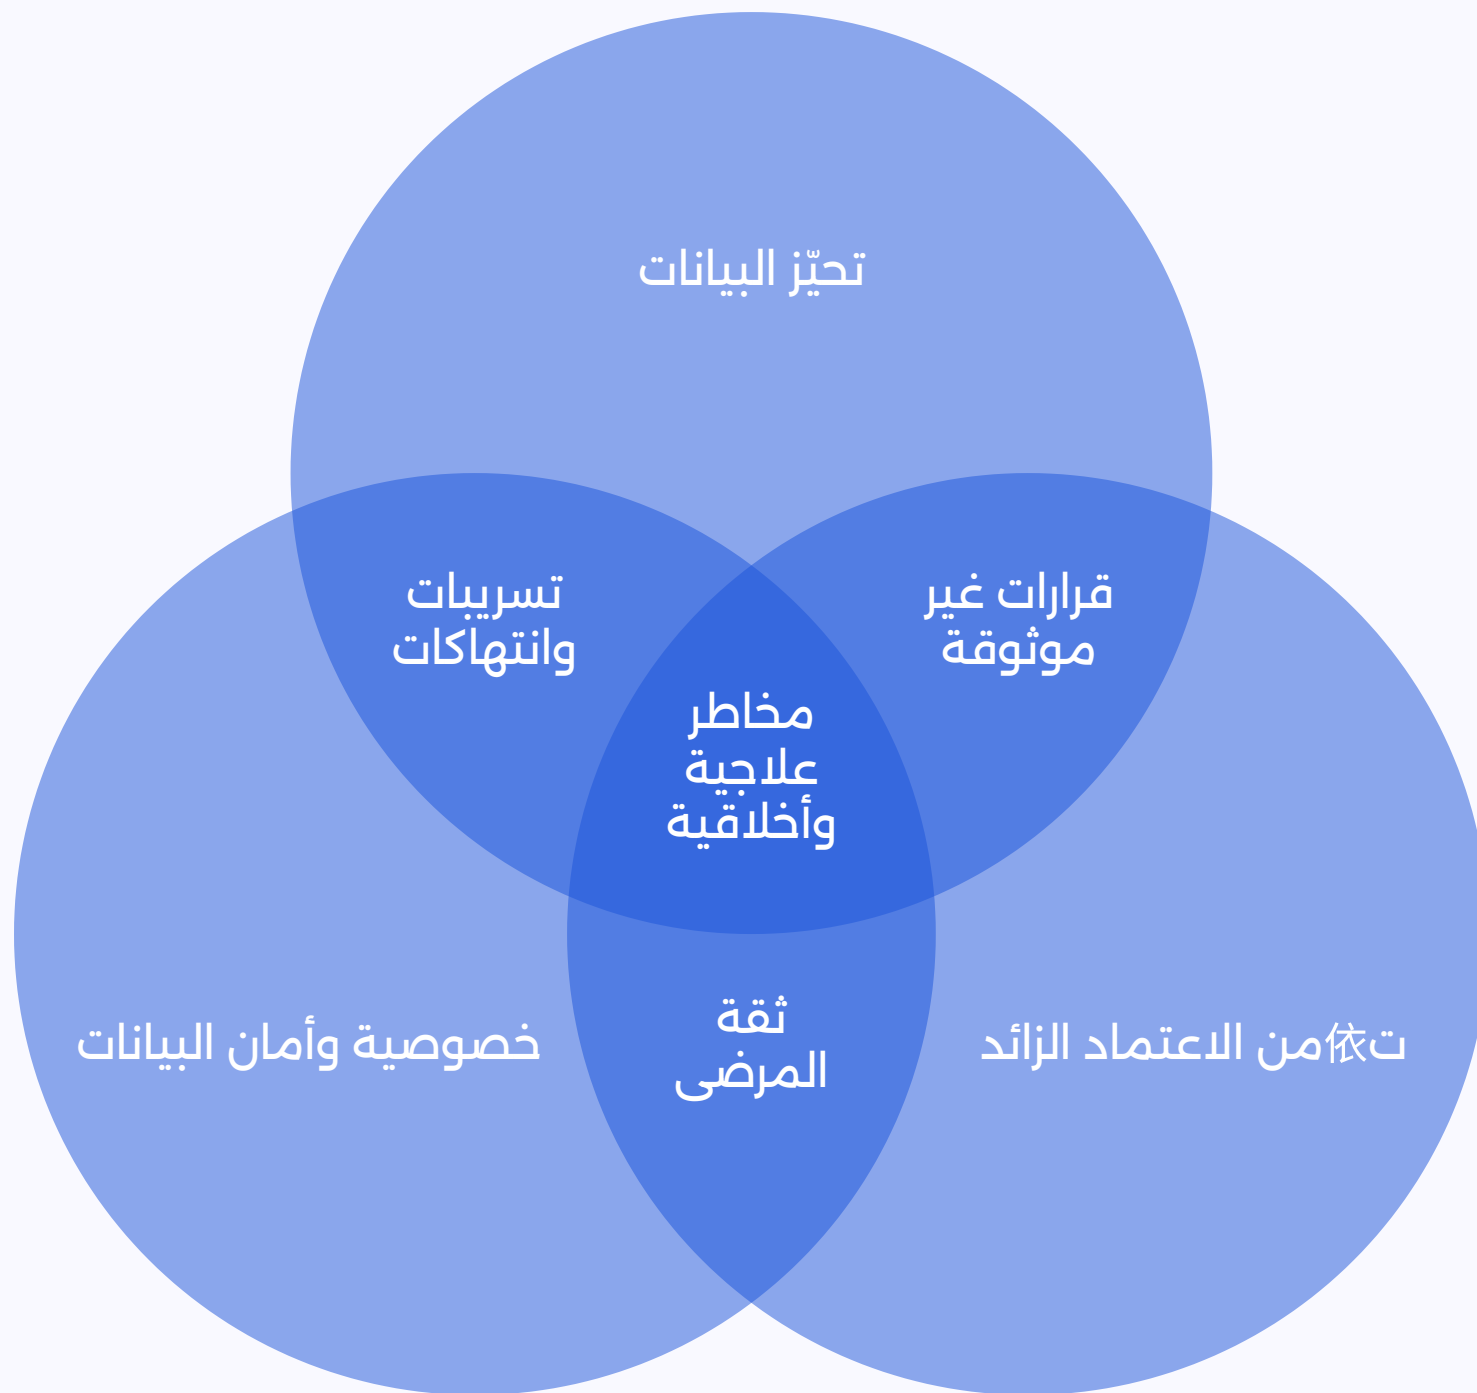 تحيّز البيانات
قرارات غير
موثوقة
تسريبات
وانتهاكات
مخاطر
علاجية
وأخلاقية
ت依من الاعتماد الزائد
ثقة
المرضى
خصوصية وأمان البيانات